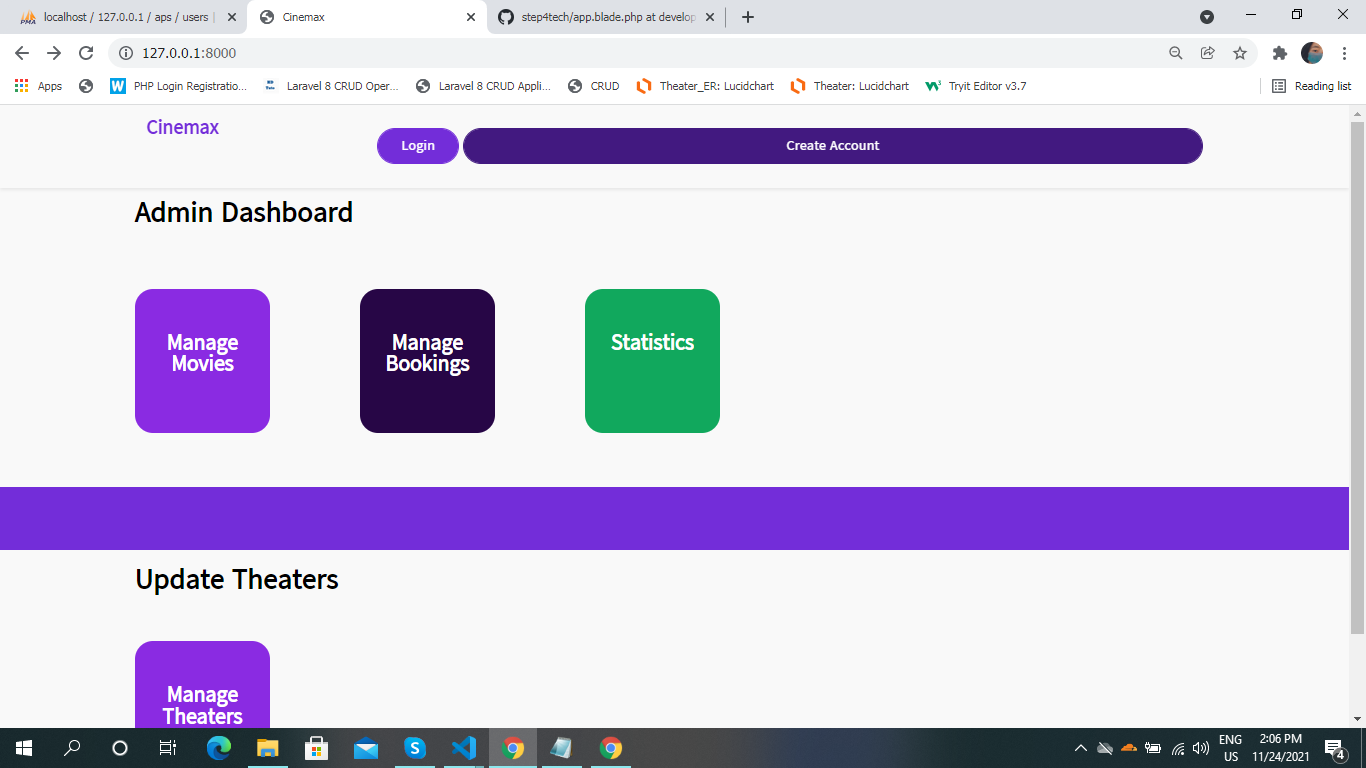 localhost / 127.0.0.1 / aps / users |
Cinemax
step4tech/app.blade.php at develop
127.0.0.1:8000
Apps
PHP Login Registratio...
Laravel 8 CRUD Oper...
Laravel 8 CRUD Appli...
CRUD
Theater_ER: Lucidchart
Theater: Lucidchart
Tryit Editor v3.7
Reading list
Cinemax
Login
Create Account
Admin Dashboard
Manage
Movies
Manage
Bookings
Statistics
Update Theaters
Manage
Theaters
ENG
US
2:06 PM
11/24/2021
4